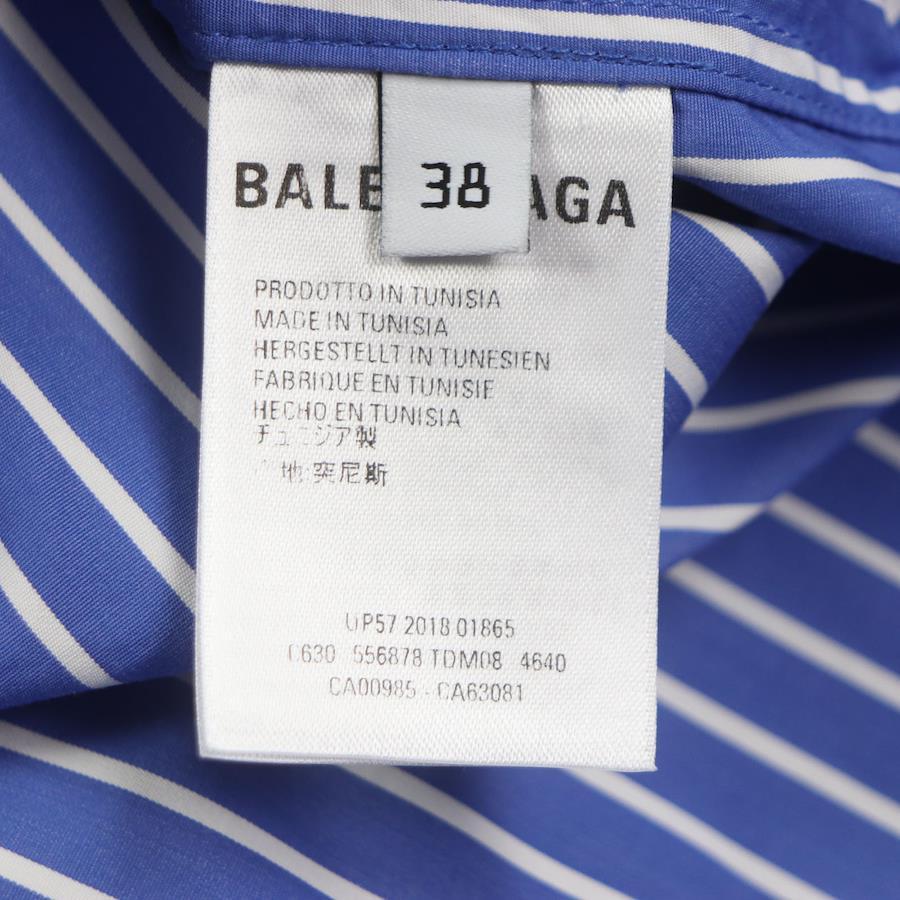 BALE AGA
38
PRODOTTO IN TUNISIA
MADE IN TUNISIA
HERGESTELLT IN TUNESIEN
FABRIQUE EN TUNISIE
HECHO EN TUNISIA
チュニジア製
地:突尼斯
UP57 2018 01865
C630 556878 TDM08 4640
CA00985 - CA63081